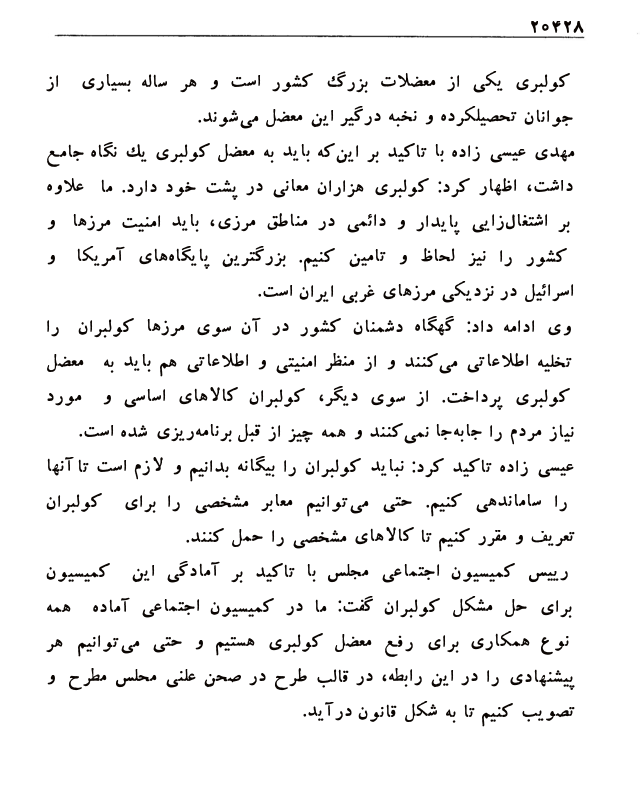 ۲۰۴۲۸
کولبری یکی از معضلات بزرگ کشور است و هر ساله بسیاری از
جوانان تحصیلکرده و نخبه درگیر این معضل می‌شوند.
مهدی عیسی زاده با تاکید بر این‌که باید به معضل کولبری یك نگاه جامع
داشت، اظهار کرد: کولبری هزاران معانی در پشت خود دارد. ما علاوه
بر اشتغال‌زایی پایدار و دائمی در مناطق مرزی، باید امنیت مرزها و
کشور را نیز لحاظ و تامین کنیم. بزرگترین پایگاه‌های آمریکا و
اسرائیل در نزدیکی مرزهای غربی ایران است.
وی ادامه داد: گهگاه دشمنان کشور در آن سوی مرزها کولبران را
تخلیه اطلاعاتی می‌کنند و از منظر امنیتی و اطلاعاتی هم باید به معضل
کولبری پرداخت. از سوی دیگر، کولبران کالاهای اساسی و مورد
نیاز مردم را جابه‌جا نمی‌کنند و همه چیز از قبل برنامه‌ریزی شده است.
عیسی زاده تاکید کرد: نباید کولبران را بیگانه بدانیم و لازم است تا آنها
را ساماندهی کنیم. حتی می‌توانیم معابر مشخصی را برای کولبران
تعریف و مقرر کنیم تا کالاهای مشخصی را حمل کنند.
رییس کمیسیون اجتماعی مجلس با تاکید بر آمادگی این کمیسیون
برای حل مشکل کولبران گفت: ما در کمیسیون اجتماعی آماده همه
نوع همکاری برای رفع معضل کولبری هستیم و حتی می‌توانیم هر
پیشنهادی را در این رابطه، در قالب طرح در صحن علنی مجلس مطرح و
تصویب کنیم تا به شکل قانون درآید.